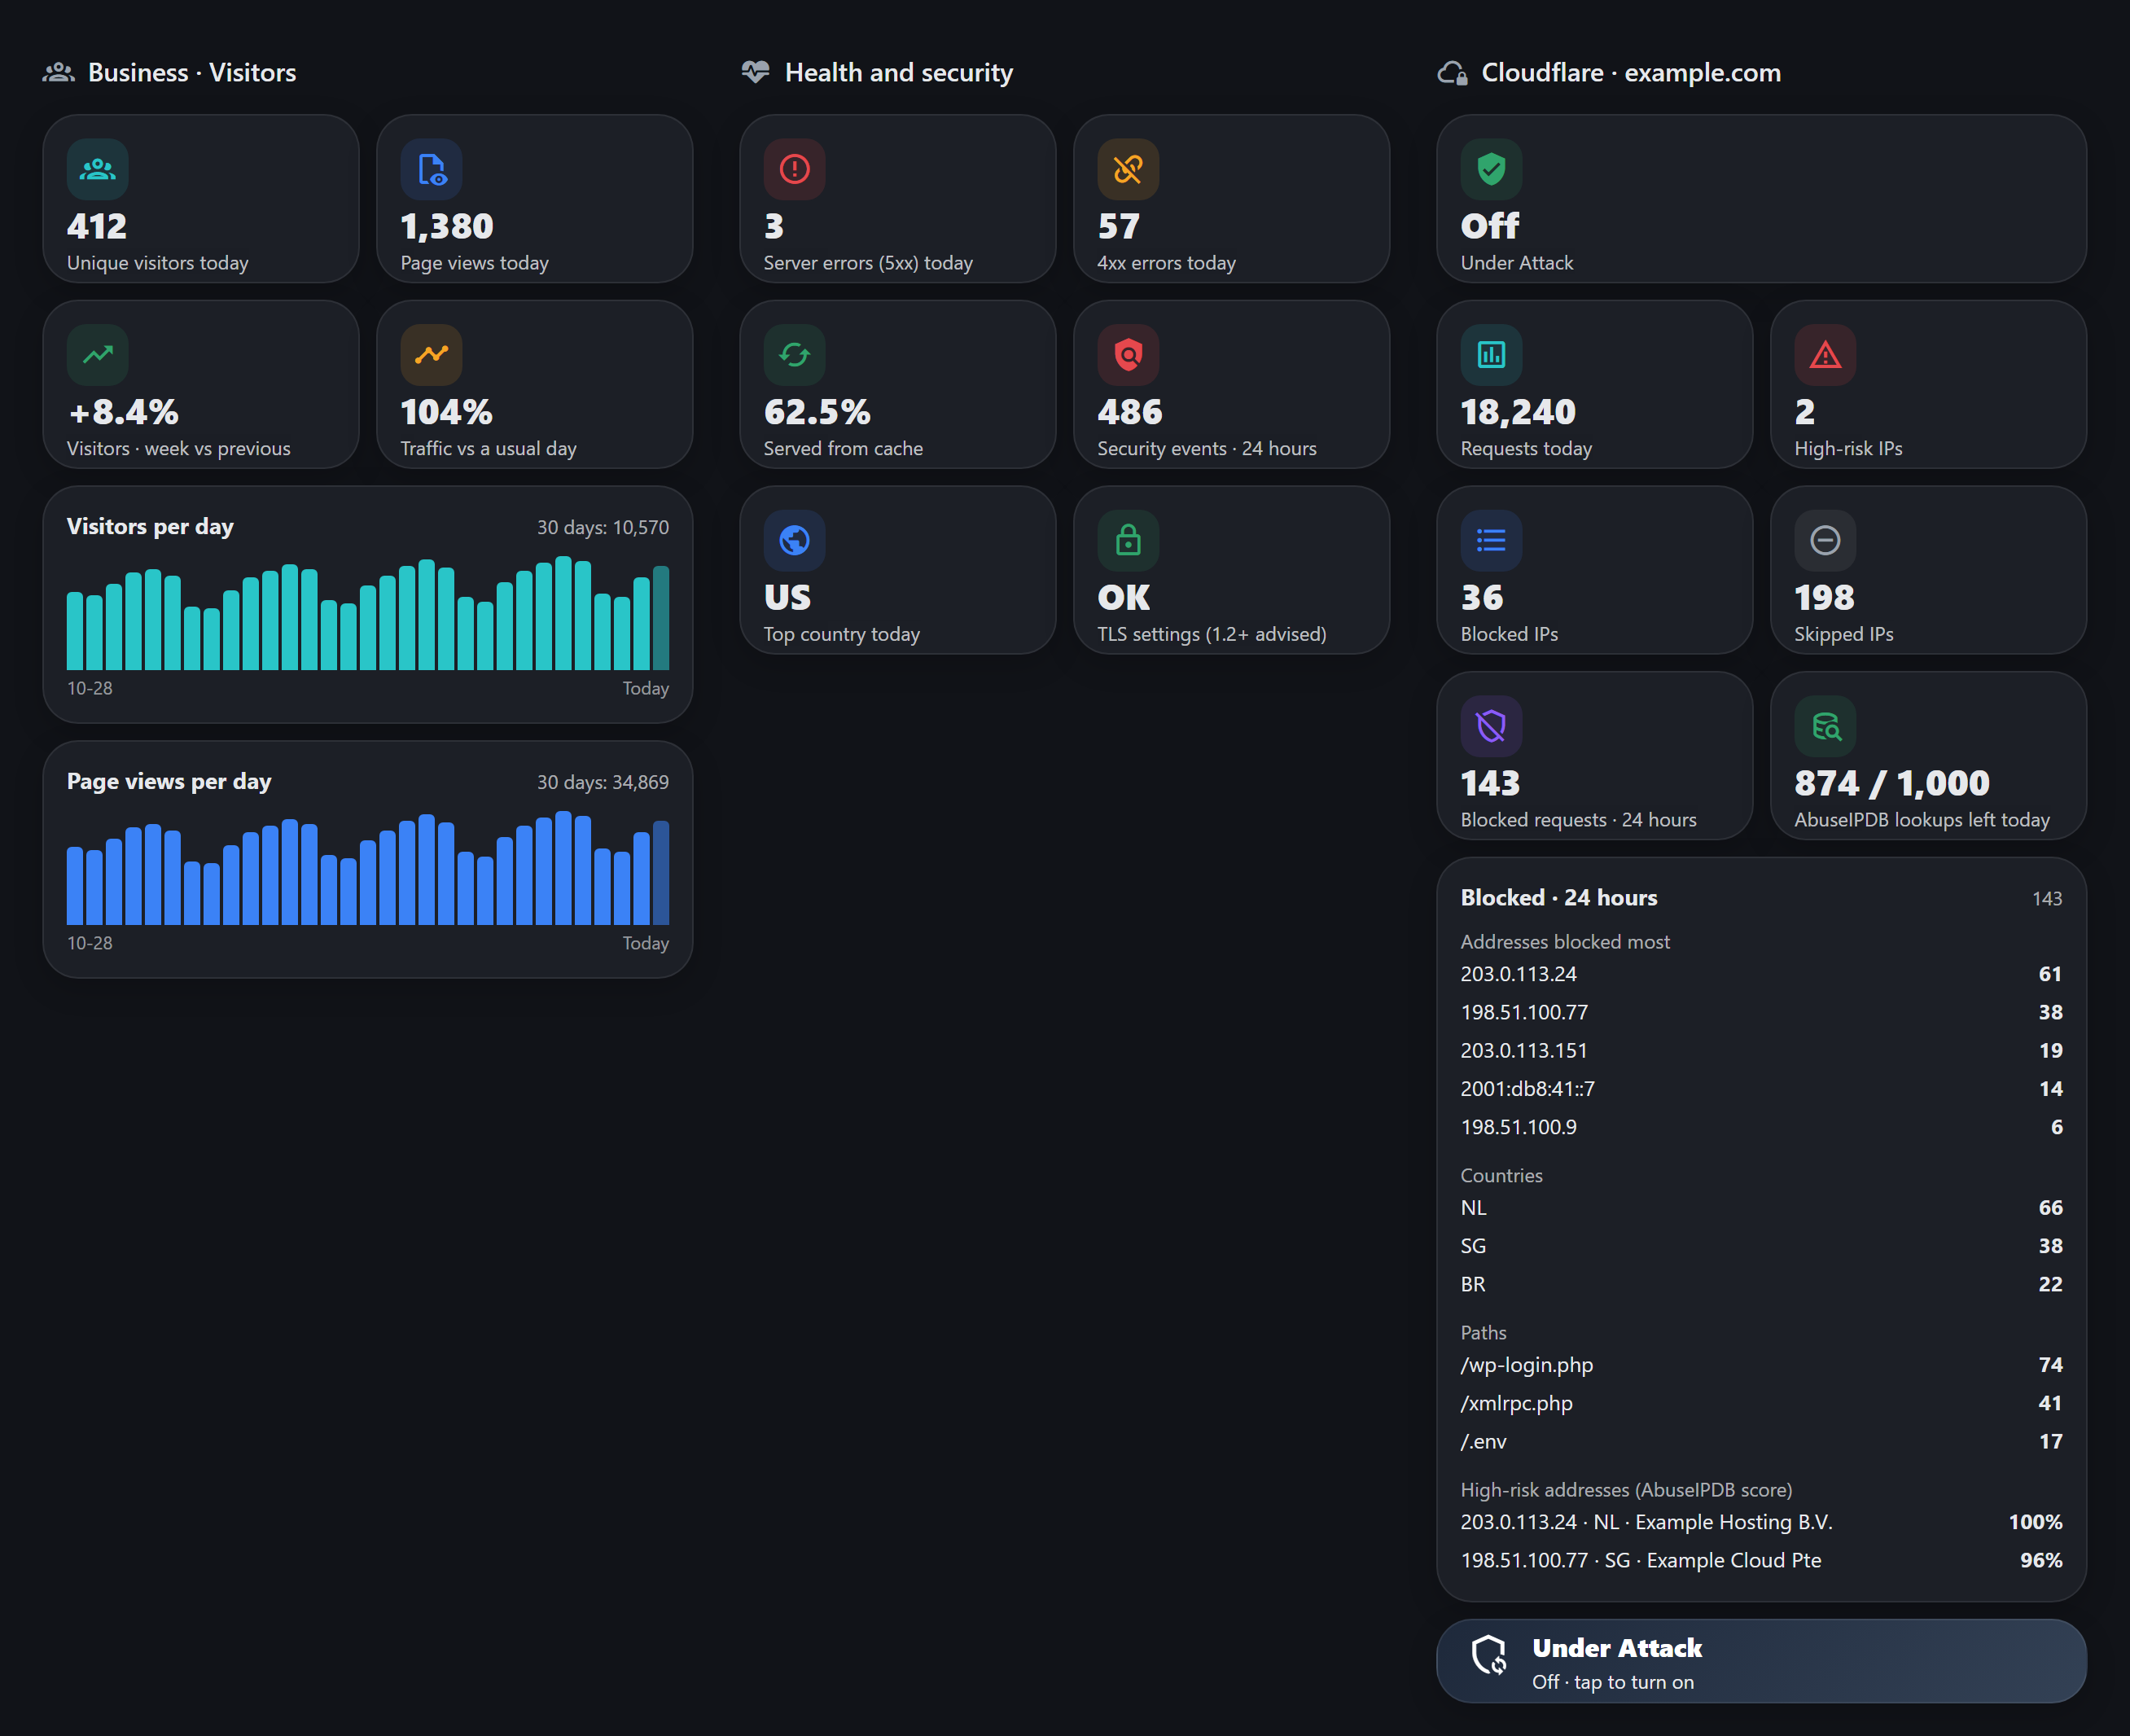 Business · Visitors
412
Unique visitors today
1,380
Page views today
+8.4%
Visitors · week vs previous
104%
Traffic vs a usual day
Visitors per day
30 days: 10,570
10-28
Today
Page views per day
30 days: 34,869
10-28
Today
Health and security
3
Server errors (5xx) today
57
4xx errors today
62.5%
Served from cache
486
Security events · 24 hours
US
Top country today
OK
TLS settings (1.2+ advised)
Cloudflare · example.com
Off
Under Attack
18,240
Requests today
2
High-risk IPs
36
Blocked IPs
198
Skipped IPs
143
Blocked requests · 24 hours
874 / 1,000
AbuseIPDB lookups left today
Blocked · 24 hours
143
Addresses blocked most
203.0.113.24 61
198.51.100.77 38
203.0.113.151 19
2001:db8:41::7 14
198.51.100.9 6
Countries
NL 66
SG 38
BR 22
Paths
/wp-login.php 74
/xmlrpc.php 41
/.env 17
High-risk addresses (AbuseIPDB score)
203.0.113.24 · NL · Example Hosting B.V. 100%
198.51.100.77 · SG · Example Cloud Pte 96%
Under Attack
Off · tap to turn on